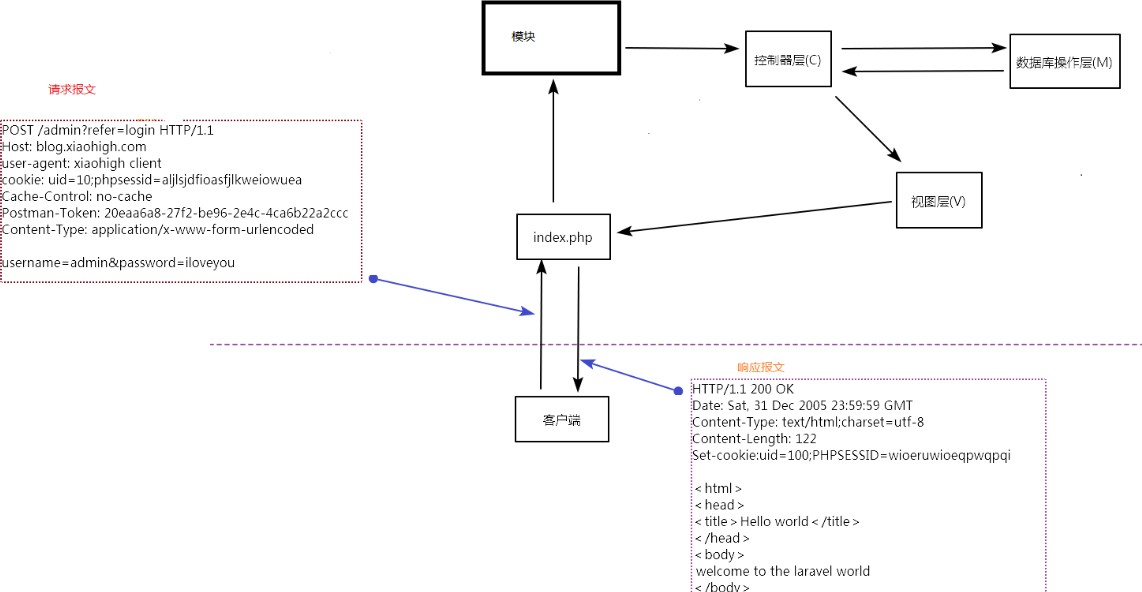 模块
控制器层(C)
数据库操作层(M)
请求报文
POST /admin?refer=login HTTP/1.1
Host: blog.xiaohigh.com
user-agent: xiaohigh client
cookie: uid=10;phpsessid=aljlsjdfioasfjlkweiowuea
Cache-Control: no-cache
Postman-Token: 20eaa6a8-27f2-be96-2e4c-4ca6b22a2ccc
Content-Type: application/x-www-form-urlencoded
username=admin&password=iloveyou
视图层(V)
index.php
客户端
响应报文
HTTP/1.1 200 OK
Date: Sat, 31 Dec 2005 23:59:59 GMT
Content-Type: text/html;charset=utf-8
Content-Length: 122
Set-cookie:uid=100;PHPSESSID=wioeruwioeqpwqpqi
<html>
<head>
<title>Hello world</title>
</head>
<body>
welcome to the laravel world
</body>